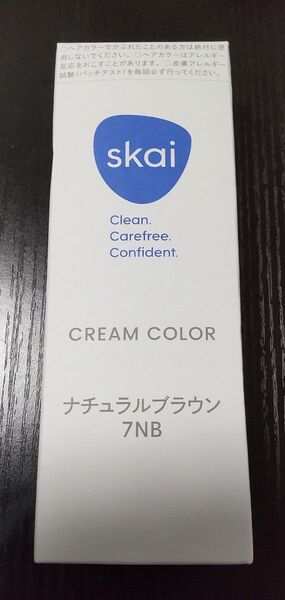 ○ヘアカラーでかぶれたことのある方は絶対に使
用しないでください。○ヘアカラーはアレルギー
反応をおこすことがあります。○皮膚アレルギー
試験（パッチテスト）を毎回必ず行ってください。
skai
Clean.
Carefree.
Confident.
CREAM COLOR
ナチュラルブラウン
7NB